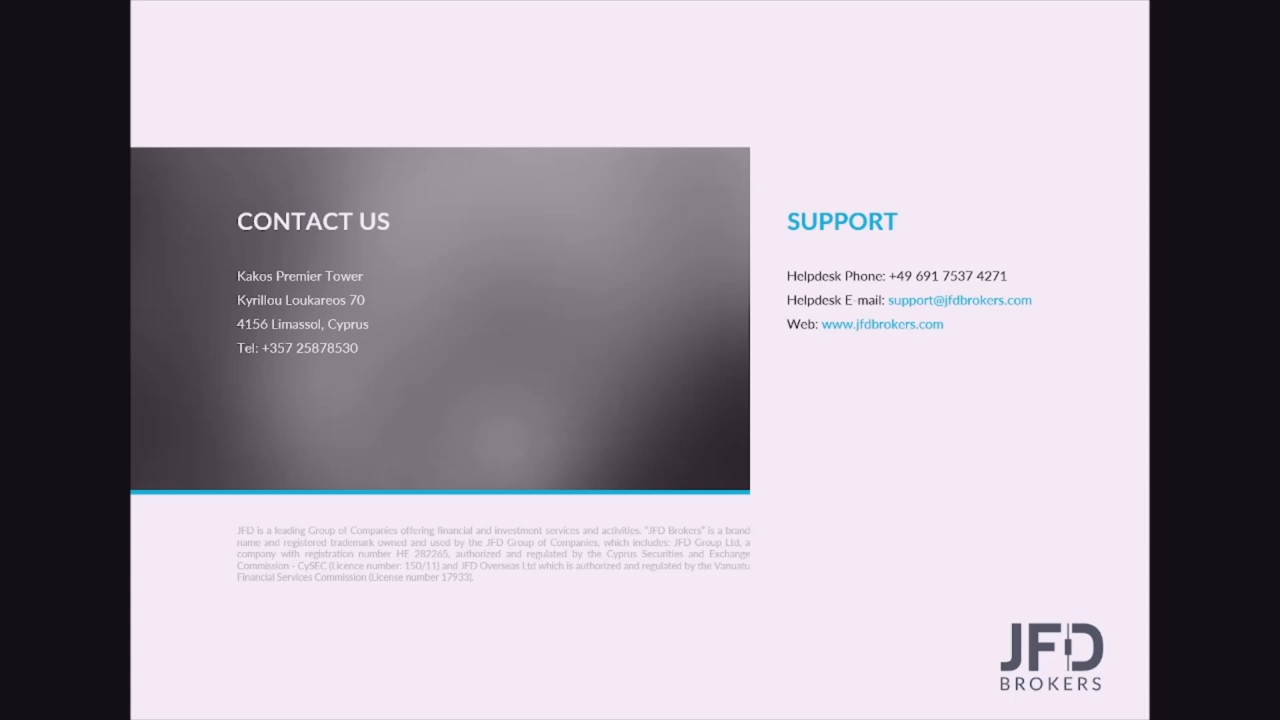 CONTACT US
Kakos Premier Tower
Kyrillou Loukareos 70
4156 Limassol, Cyprus
Tel: +357 25878530
SUPPORT
Helpdesk Phone: +49 691 7537 4271
Helpdesk E-mail: support@jfdbrokers.com
Web: www.jfdbrokers.com
JFD is a leading Group of Companies offering financial and investment services and activities. "JFD Brokers" is a brand
name and registered trademark owned and used by the JFD Group of Companies, which includes: JFD Group Ltd, a
company with registration number HE 282265, authorized and regulated by the Cyprus Securities and Exchange
Commission - CySEC (Licence number: 150/11) and JFD Overseas Ltd which is authorized and regulated by the Vanuatu
Financial Services Commission (License number 17933).
JFD
BROKERS